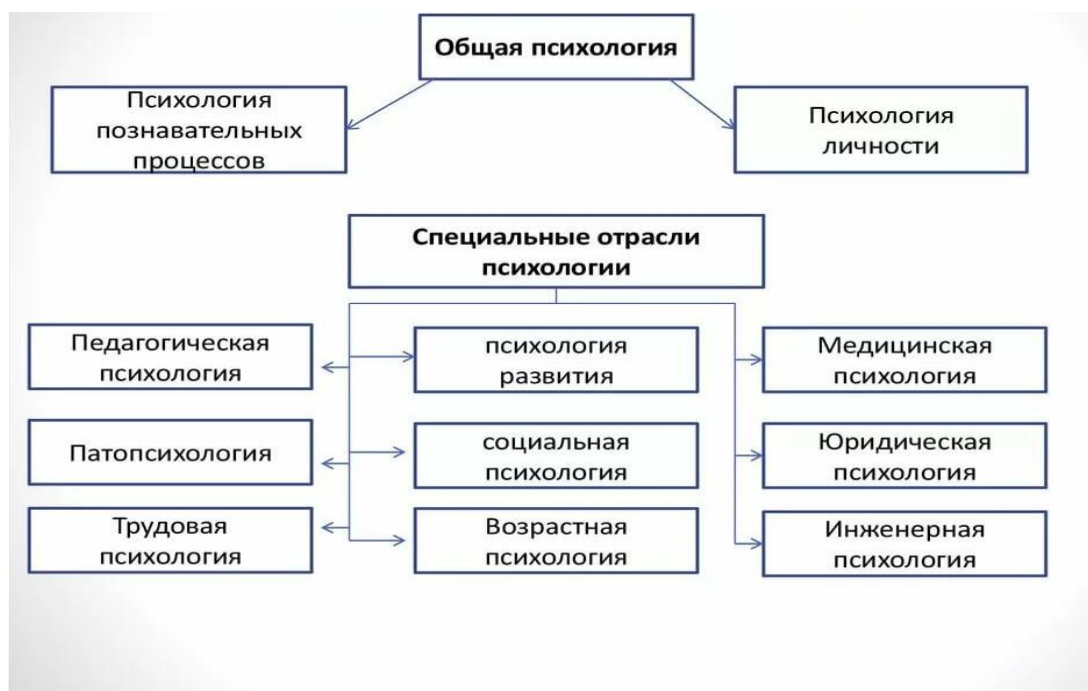 Общая психология
Психология
познавательных
процессов
Психология
личности
Специальные отрасли
психологии
Педагогическая
психология
психология
развития
Медицинская
психология
Патопсихология
социальная
психология
Юридическая
психология
Трудовая
психология
Возрастная
психология
Инженерная
психология